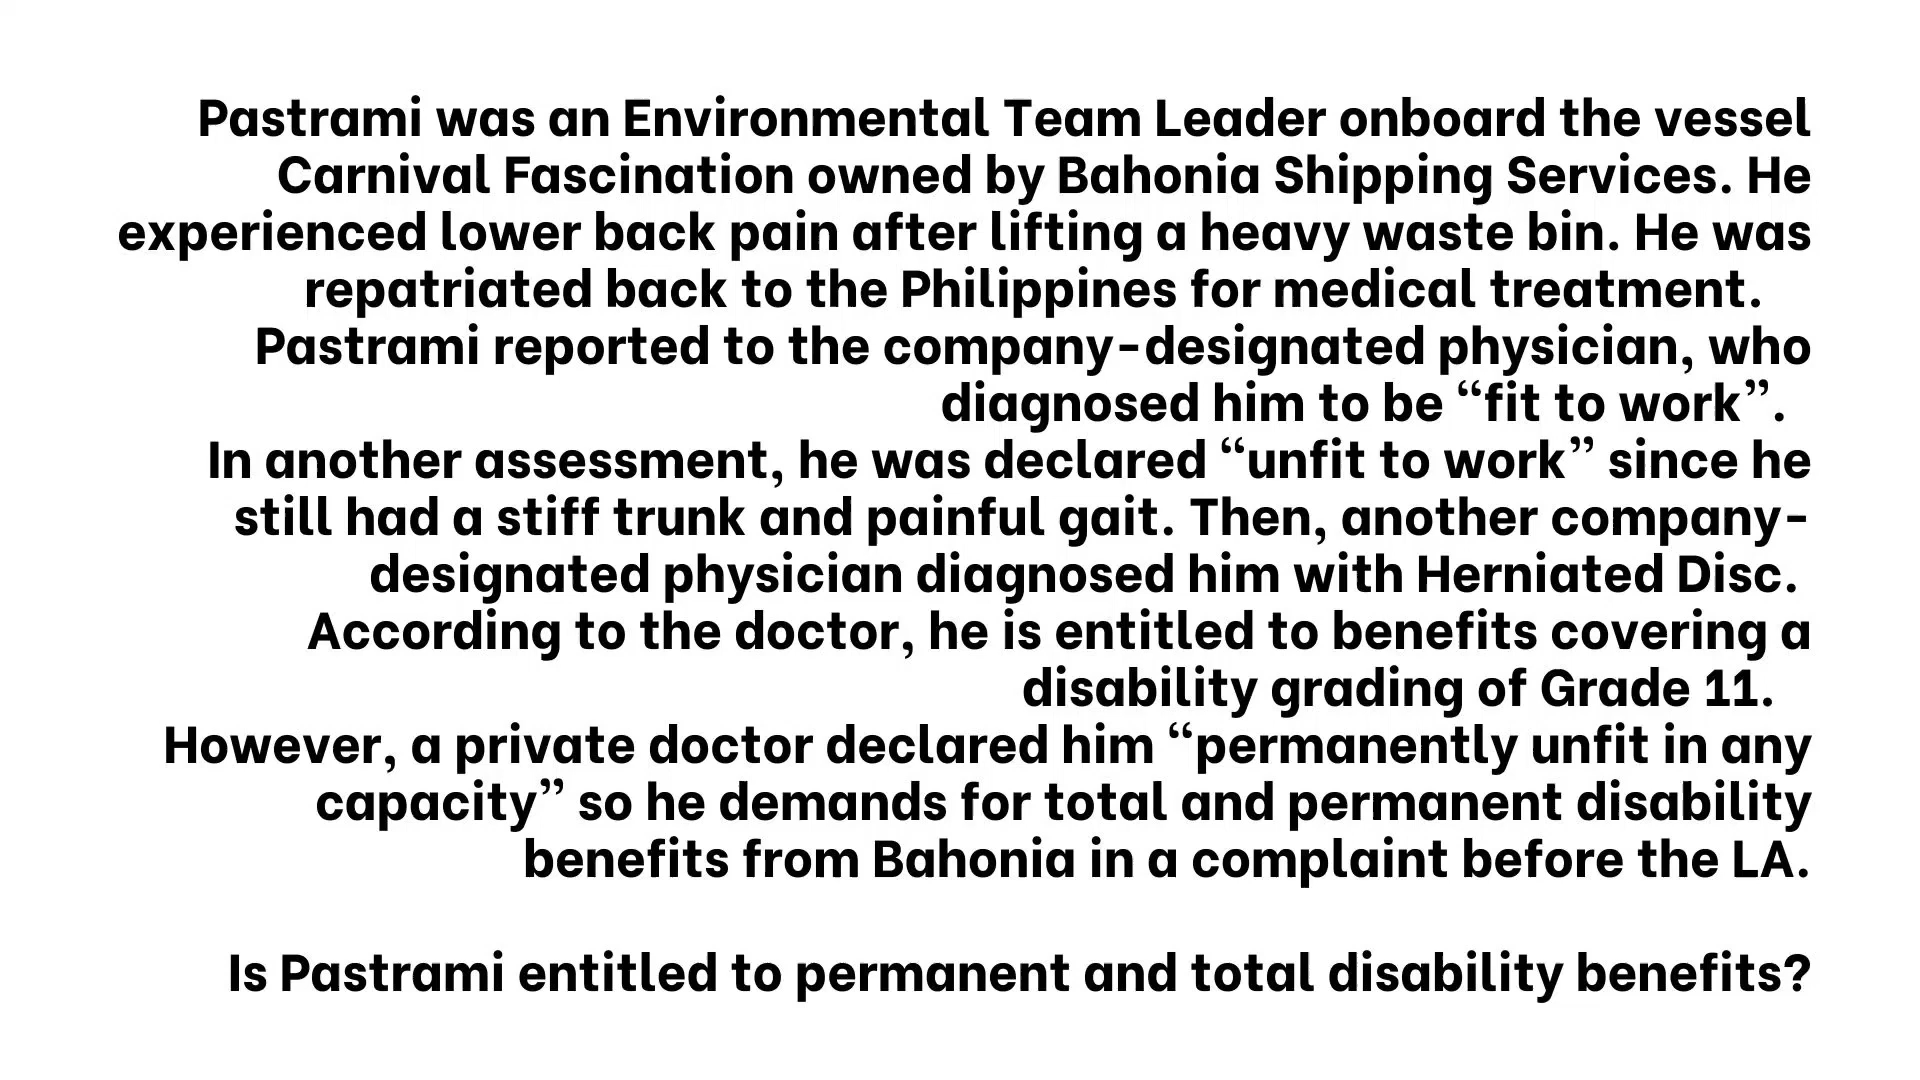 Pastrami was an Environmental Team Leader onboard the vessel
Carnival Fascination owned by Bahonia Shipping Services. He
experienced lower back pain after lifting a heavy waste bin. He was
repatriated back to the Philippines for medical treatment.
Pastrami reported to the company-designated physician, who
diagnosed him to be “fit to work”.
In another assessment, he was declared “unfit to work” since he
still had a stiff trunk and painful gait. Then, another company-
designated physician diagnosed him with Herniated Disc.
According to the doctor, he is entitled to benefits covering a
disability grading of Grade 11.
However, a private doctor declared him “permanently unfit in any
capacity” so he demands for total and permanent disability
benefits from Bahonia in a complaint before the LA.
Is Pastrami entitled to permanent and total disability benefits?